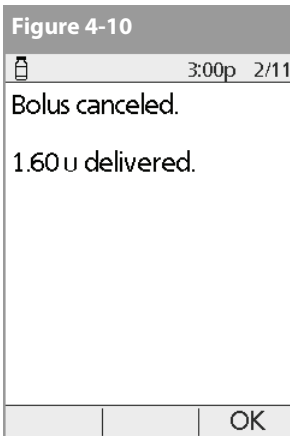 Figure 4-10
3:00p 2/11
Bolus canceled.
1.60 u delivered.
OK